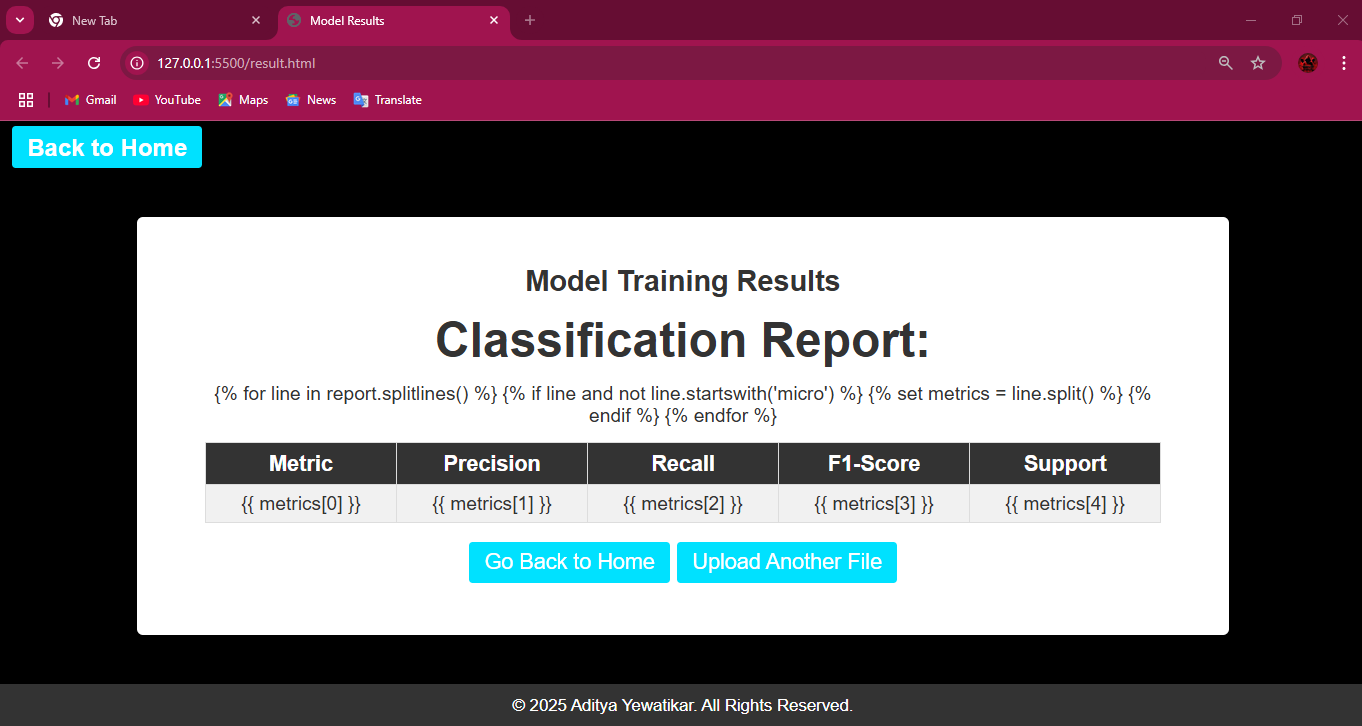 New Tab
Model Results
127.0.0.1:5500/result.html
Gmail YouTube Maps News Translate
Back to Home
Model Training Results
Classification Report:
{% for line in report.splitlines() %} {% if line and not line.startswith('micro') %} {% set metrics = line.split() %} {%
endif %} {% endfor %}
Metric Precision Recall F1-Score Support
{{ metrics[0] }} {{ metrics[1] }} {{ metrics[2] }} {{ metrics[3] }} {{ metrics[4] }}
Go Back to Home Upload Another File
© 2025 Aditya Yewatikar. All Rights Reserved.